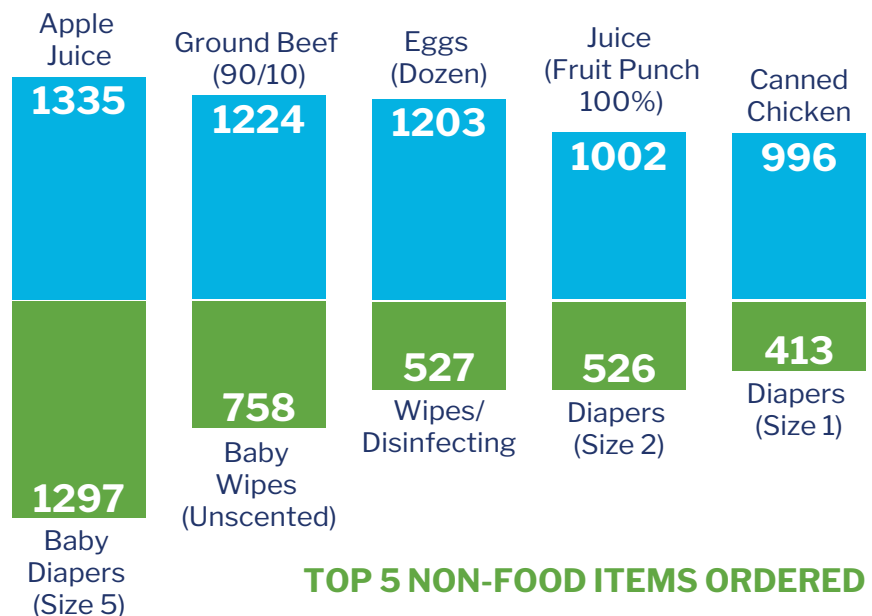 Apple
Juice
1335
Ground Beef
(90/10)
1224
Eggs
(Dozen)
1203
Juice
(Fruit Punch
100%)
1002
Canned
Chicken
996
1297
Baby
Diapers
(Size 5)
758
Baby
Wipes
(Unscented)
527
Wipes/
Disinfecting
526
Diapers
(Size 2)
413
Diapers
(Size 1)
TOP 5 NON-FOOD ITEMS ORDERED